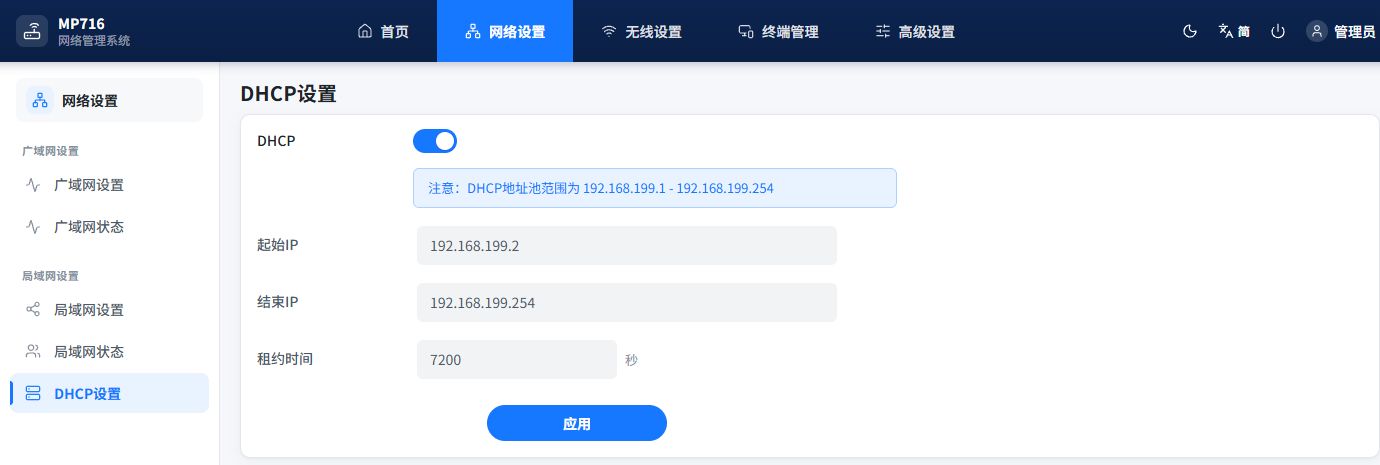 MP716
网络管理系统
首页
网络设置
无线设置
终端管理
高级设置
简
管理员
网络设置
广域网设置
广域网设置
广域网状态
局域网设置
局域网设置
局域网状态
DHCP设置
DHCP设置
DHCP
注意：DHCP地址池范围为 192.168.199.1 - 192.168.199.254
起始IP 192.168.199.2
结束IP 192.168.199.254
租约时间 7200 秒
应用